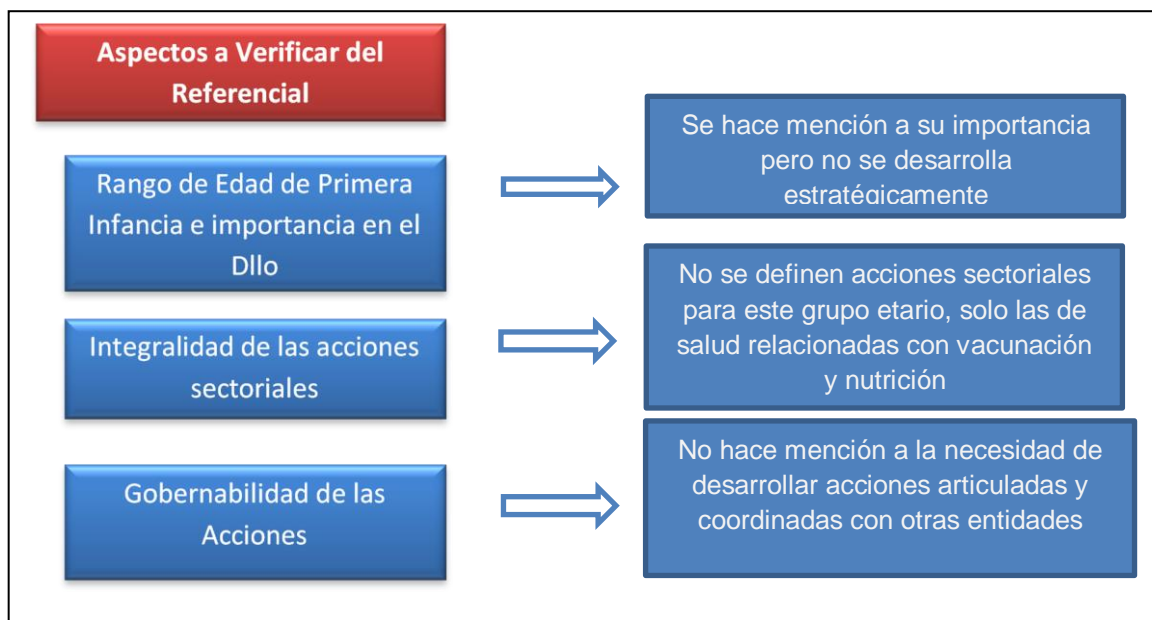 Aspectos a Verificar del
Referencial
Rango de Edad de Primera
Infancia e importancia en el
Dllo
Se hace mención a su importancia
pero no se desarrolla
estratégicamente
Integralidad de las acciones
sectoriales
No se definen acciones sectoriales
para este grupo etario, solo las de
salud relacionadas con vacunación
y nutrición
Gobernabilidad de las
Acciones
No hace mención a la necesidad de
desarrollar acciones articuladas y
coordinadas con otras entidades